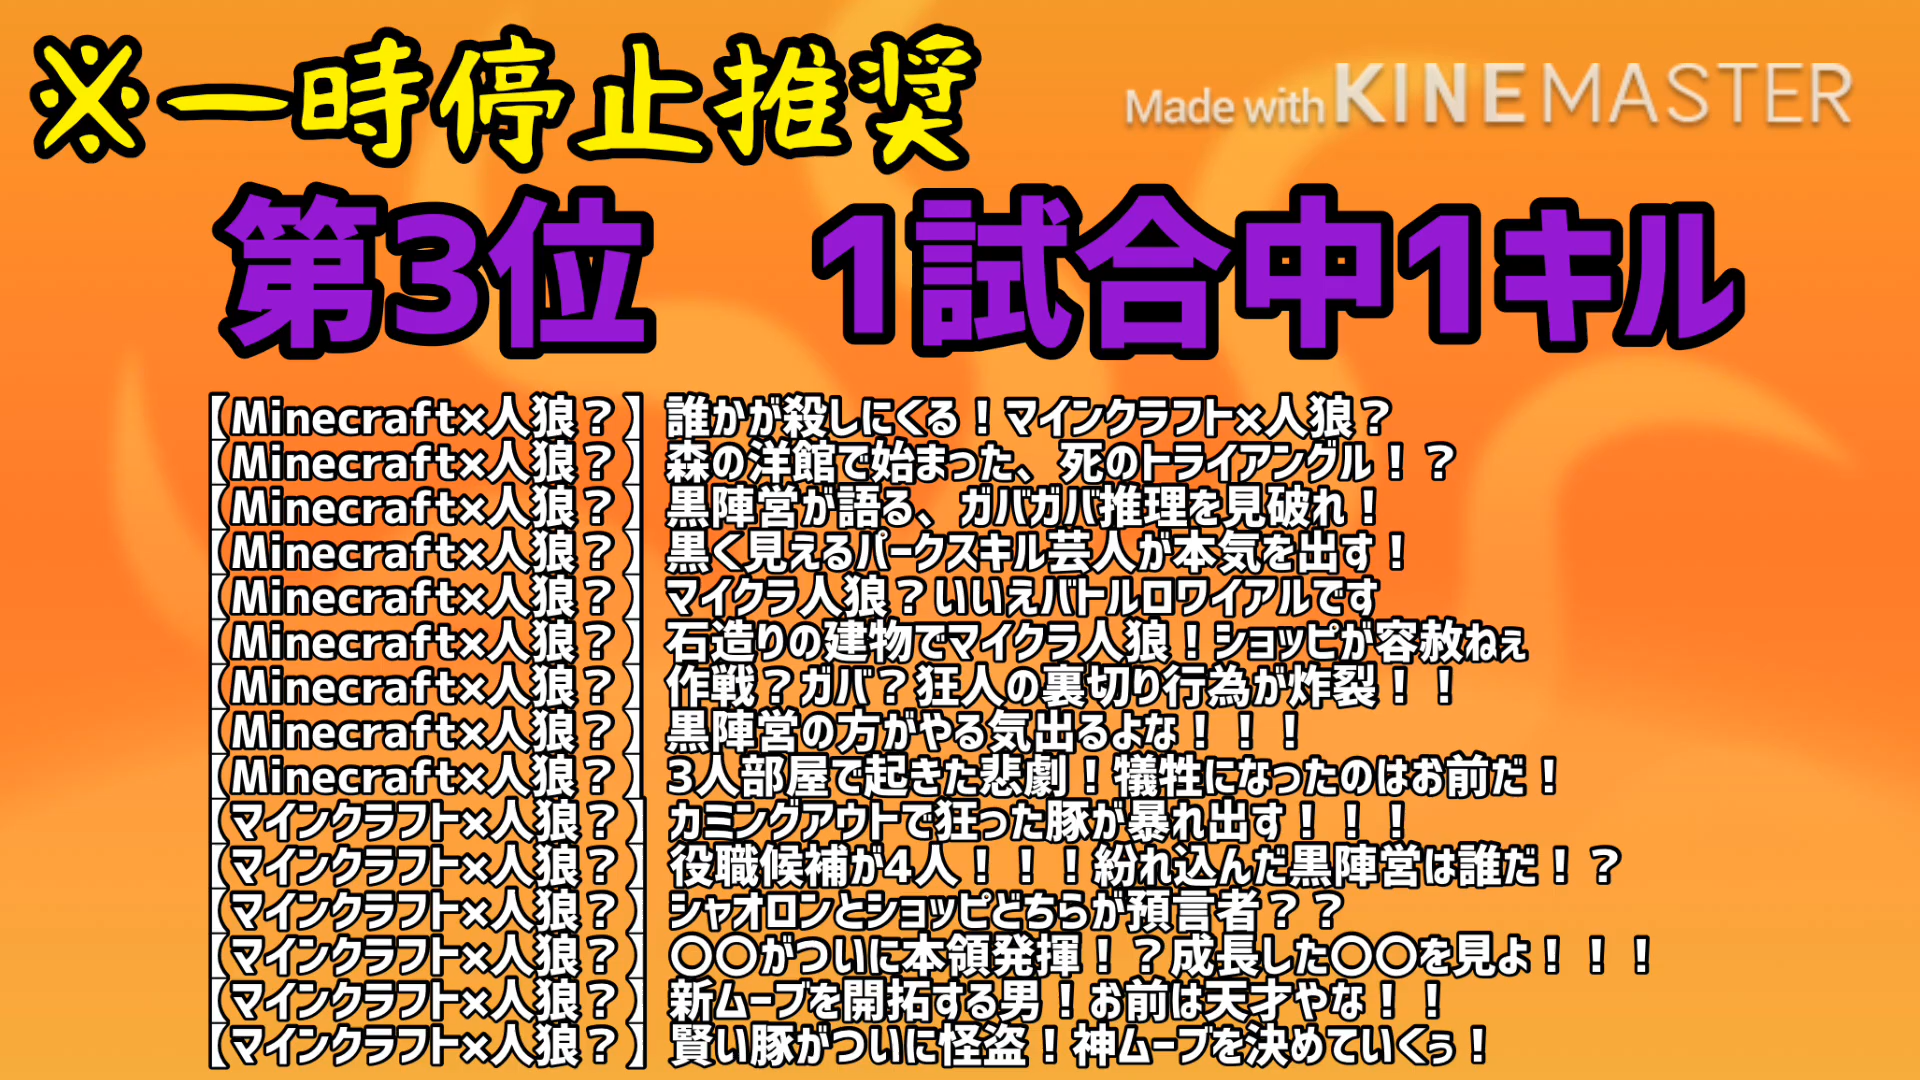 ※一時停止推奨
Made with KINEMASTER
第3位　1試合中1キル
【Minecraft×人狼？】誰かが殺しにくる！マインクラフト×人狼？
【Minecraft×人狼？】森の洋館で始まった、死のトライアングル！？
【Minecraft×人狼？】黒陣営が語る、ガバガバ推理を見破れ！
【Minecraft×人狼？】黒く見えるパークスキル芸人が本気を出す！
【Minecraft×人狼？】マイクラ人狼？いいえバトルロワイアルです
【Minecraft×人狼？】石造りの建物でマイクラ人狼！ショッピが容赦ねぇ
【Minecraft×人狼？】作戦？ガバ？狂人の裏切り行為が炸裂！！
【Minecraft×人狼？】黒陣営の方がやる気出るよな！！！
【Minecraft×人狼？】3人部屋で起きた悲劇！犠牲になったのはお前だ！
【マインクラフト×人狼？】カミングアウトで狂った豚が暴れ出す！！！
【マインクラフト×人狼？】役職候補が4人！！！紛れ込んだ黒陣営は誰だ！？
【マインクラフト×人狼？】シャオロンとショッピどちらが預言者？？
【マインクラフト×人狼？】〇〇がついに本領発揮！？成長した〇〇を見よ！！！
【マインクラフト×人狼？】新ムーブを開拓する男！お前は天才やな！！
【マインクラフト×人狼？】賢い豚がついに怪盗！神ムーブを決めていくぅ！